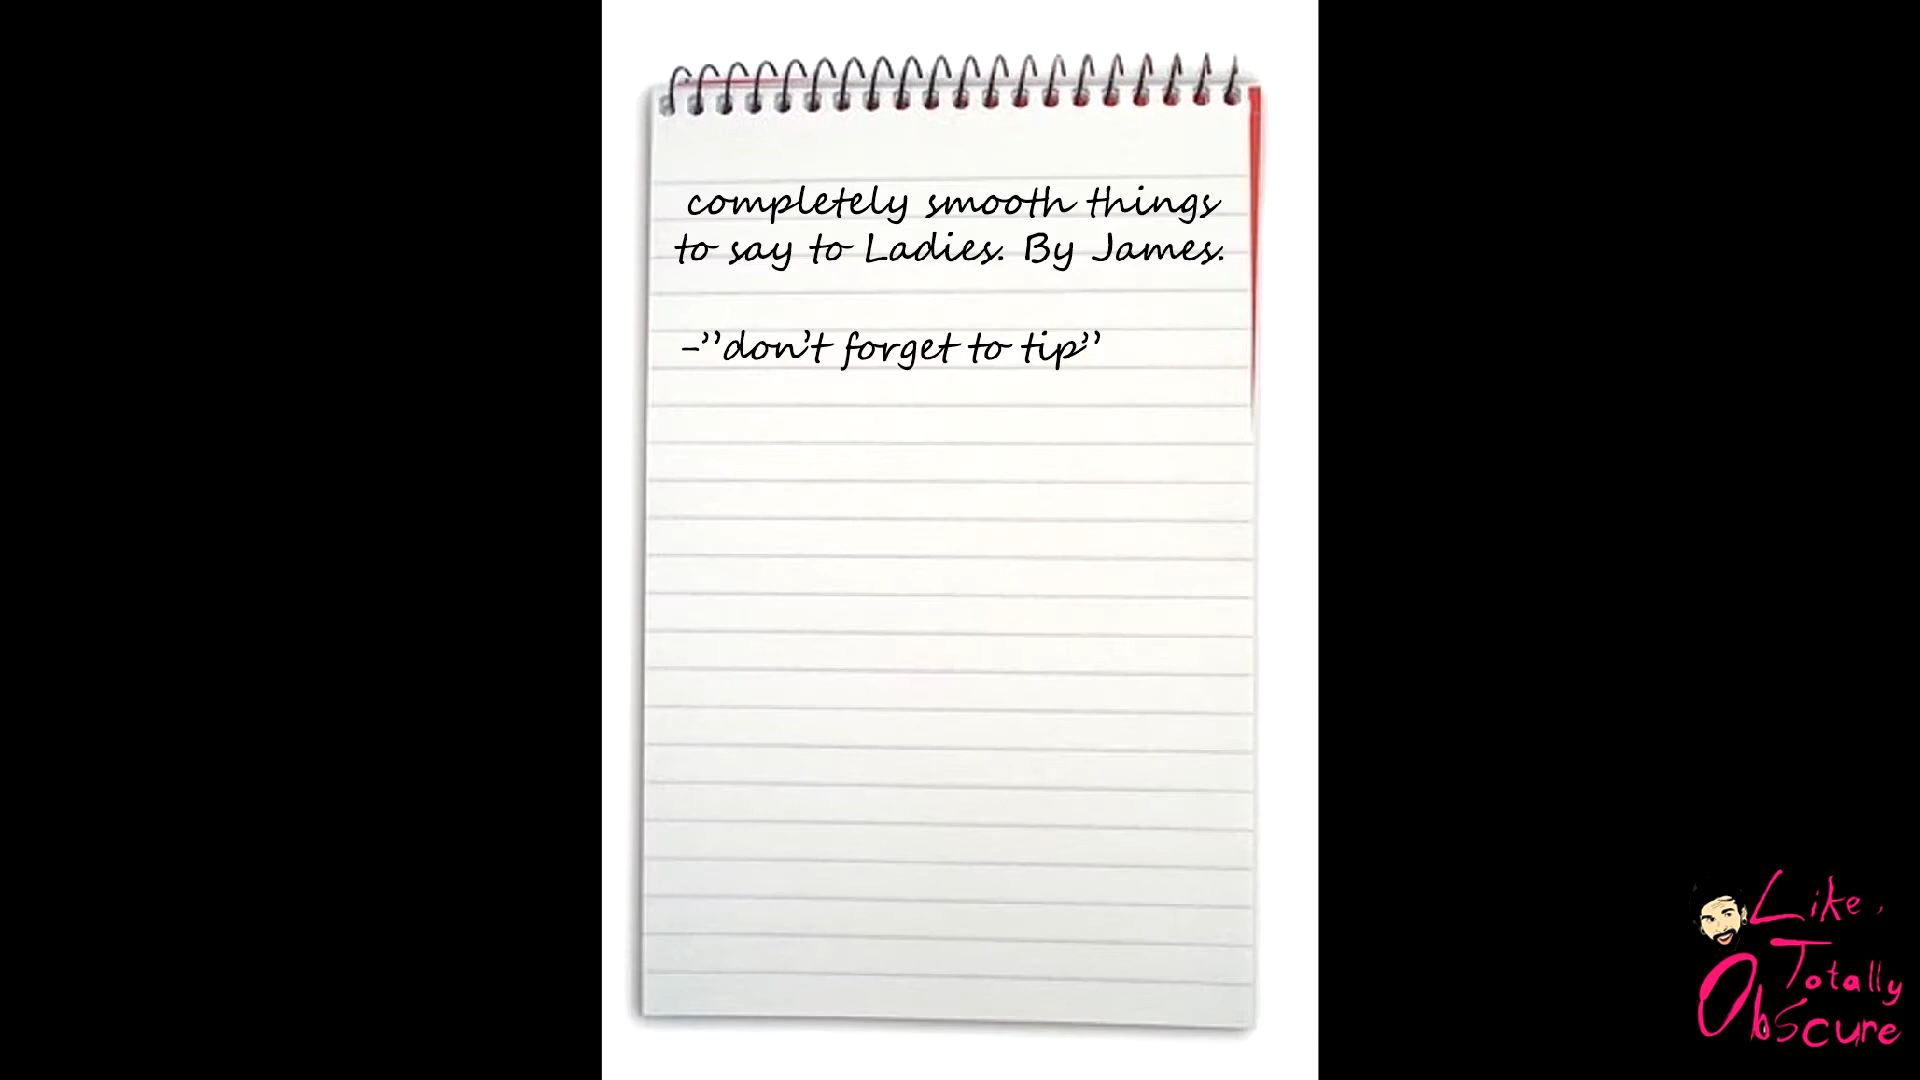 completely smooth things
to say to Ladies. By James.
-”don't forget to tip”
Like,
Totally
Obscure